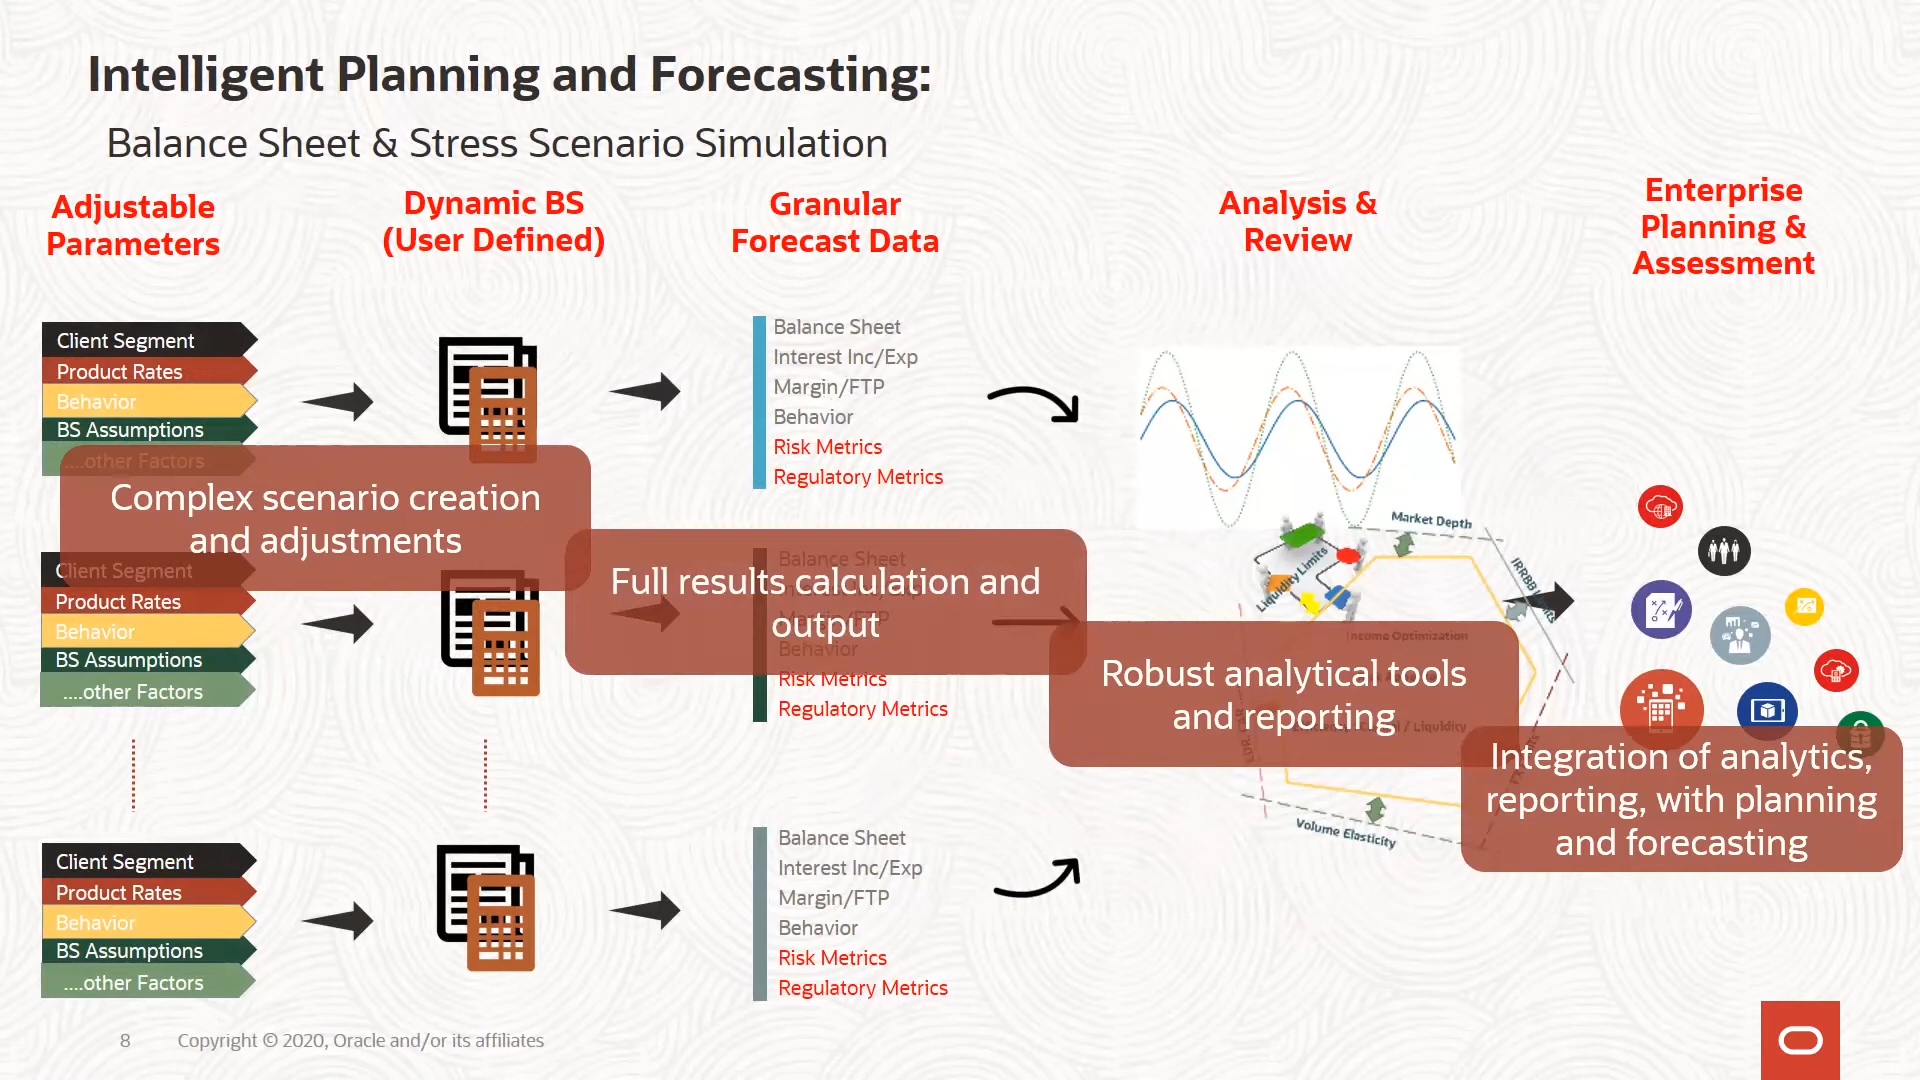 Intelligent Planning and Forecasting:
Balance Sheet & Stress Scenario Simulation
Adjustable
Parameters
Dynamic BS
(User Defined)
Granular
Forecast Data
Analysis &
Review
Enterprise
Planning &
Assessment
Client Segment
Product Rates
Behavior
BS Assumptions
....other Factors
Balance Sheet
Interest Inc/Exp
Margin/FTP
Behavior
Risk Metrics
Regulatory Metrics
Complex scenario creation
and adjustments
Client Segment
Product Rates
Behavior
BS Assumptions
....other Factors
Balance Sheet
Margin/FTP
Behavior
Risk Metrics
Regulatory Metrics
Full results calculation and
output
Market Depth
Liquidity Limits
Income Optimization
/ Liquidity
Volume Elasticity
Robust analytical tools
and reporting
Integration of analytics,
reporting, with planning
and forecasting
Client Segment
Product Rates
Behavior
BS Assumptions
....other Factors
Balance Sheet
Interest Inc/Exp
Margin/FTP
Behavior
Risk Metrics
Regulatory Metrics
8
Copyright © 2020, Oracle and/or its affiliates